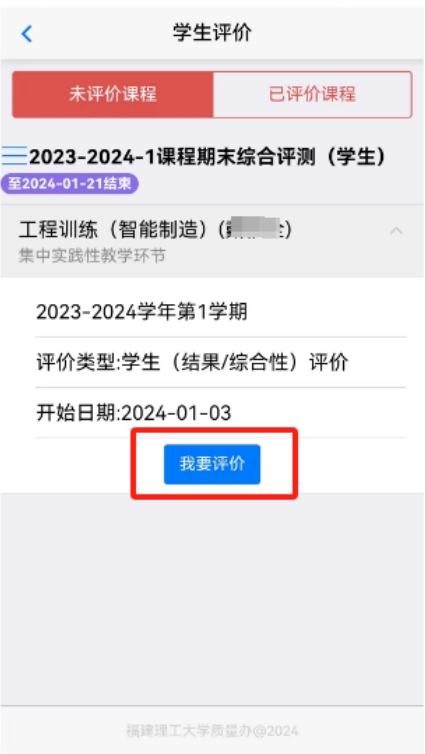 学生评价
未评价课程
已评价课程
2023-2024-1课程期末综合评测（学生）
至2024-01-21结束
工程训练（智能制造）(
集中实践性教学环节
2023-2024学年第1学期
评价类型:学生（结果/综合性）评价
开始日期:2024-01-03
我要评价
福建理工大学质量办@2024